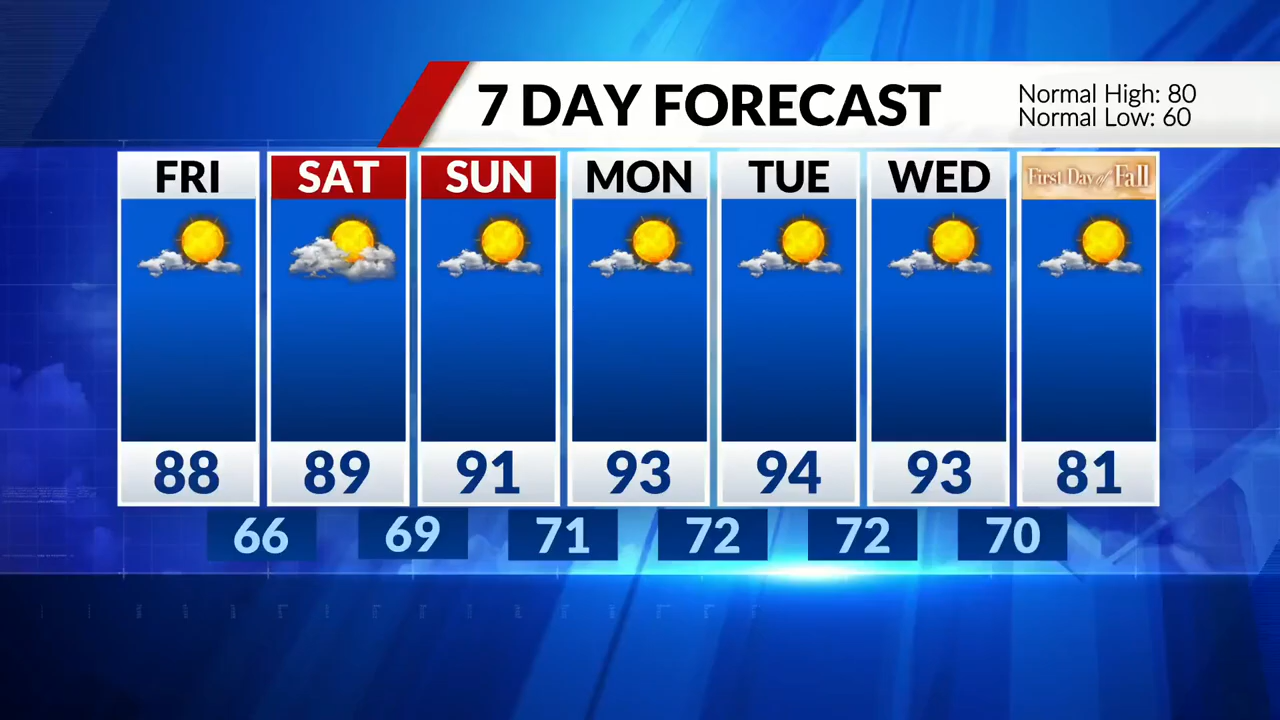 7 DAY FORECAST
Normal High: 80
Normal Low: 60
FRI SAT SUN MON TUE WED First Day of Fall
88 89 91 93 94 93 81
66 69 71 72 72 70